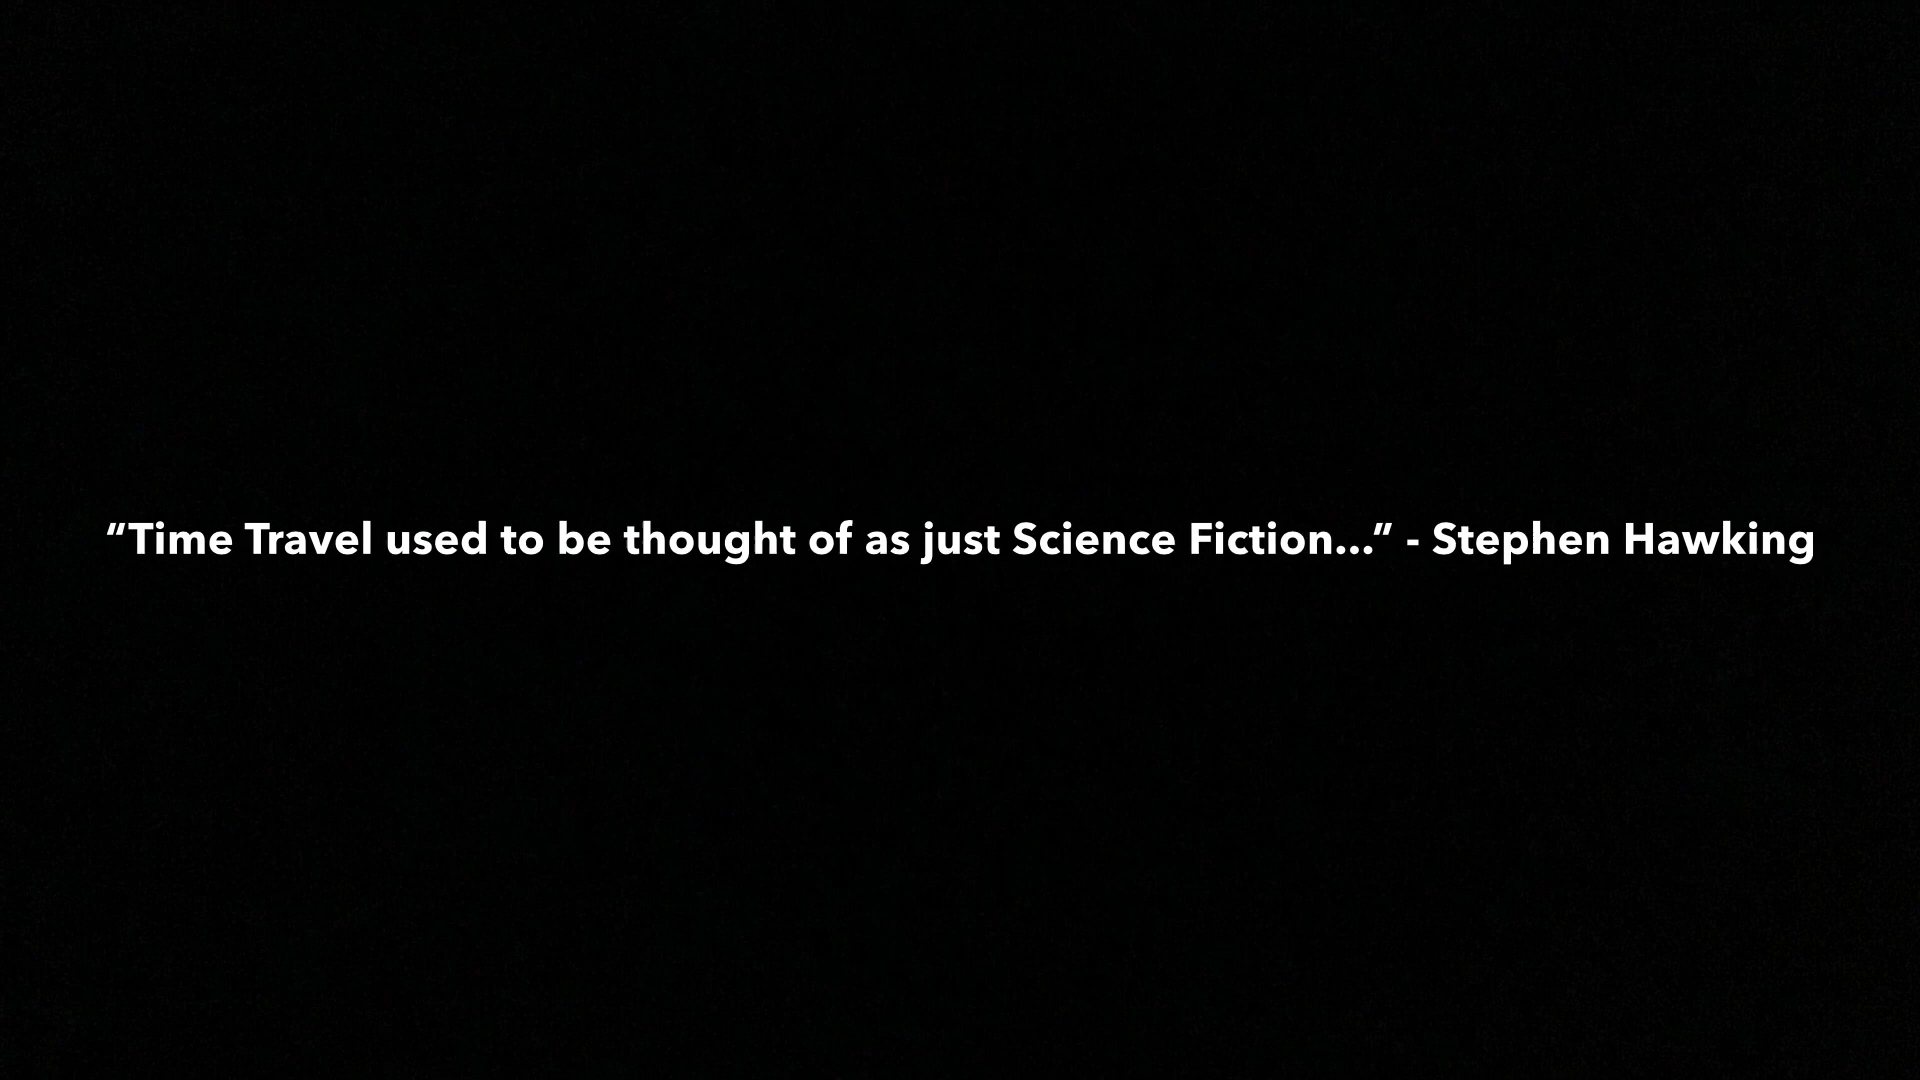 “Time Travel used to be thought of as just Science Fiction...” - Stephen Hawking